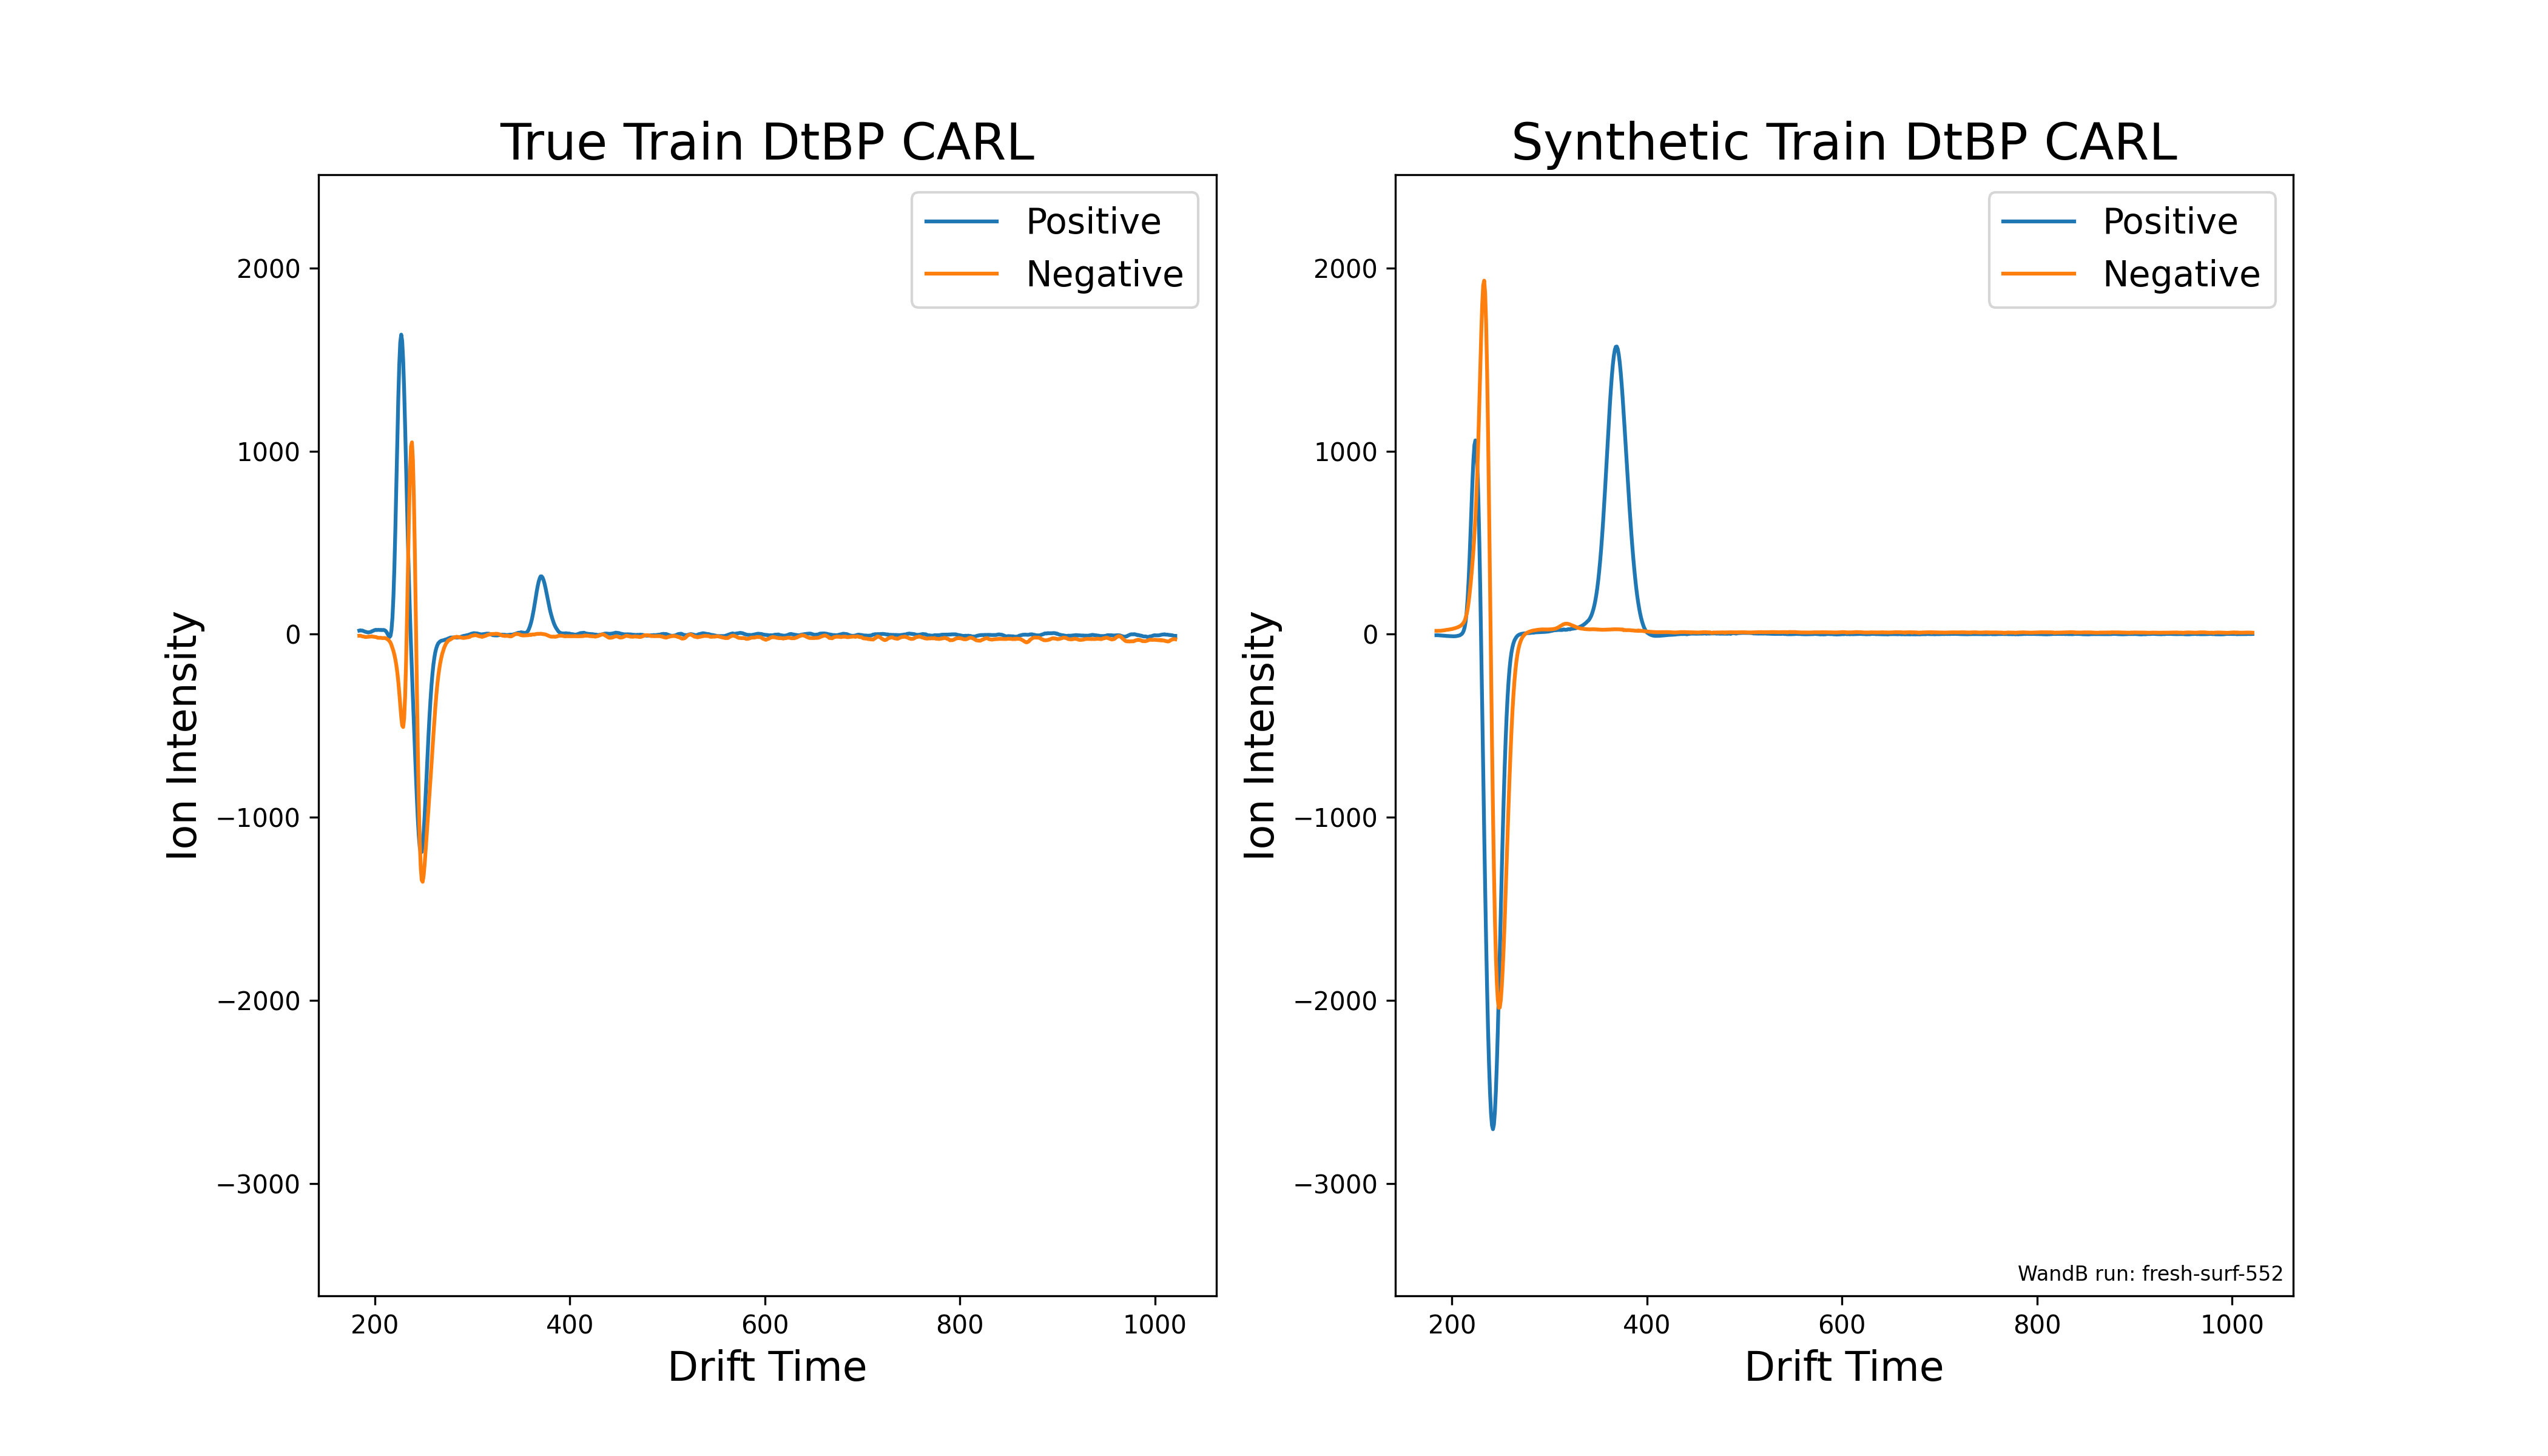 True Train DtBP CARL
Positive
Negative
2000
1000
0
−1000
−2000
−3000
Ion Intensity
200 400 600 800 1000
Drift Time
Synthetic Train DtBP CARL
Positive
Negative
2000
1000
0
−1000
−2000
−3000
Ion Intensity
WandB run: fresh-surf-552
200 400 600 800 1000
Drift Time